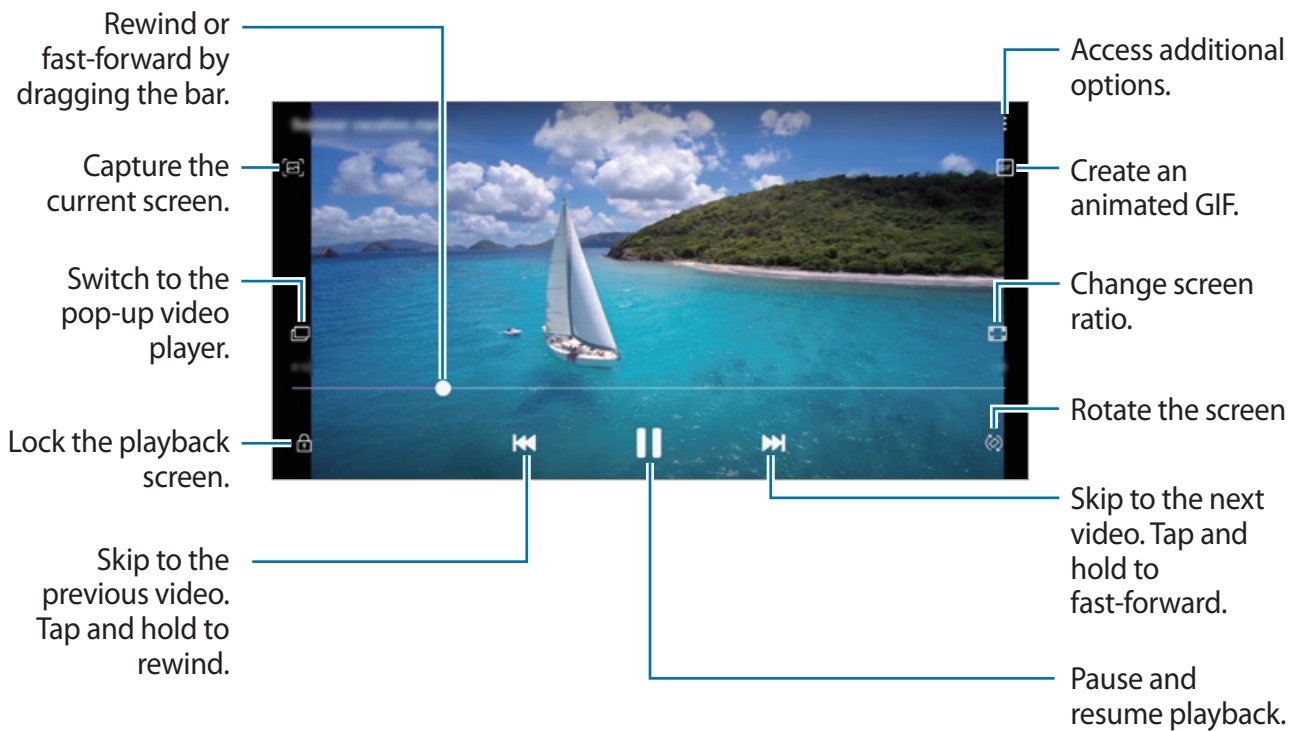 Rewind or
fast-forward by
dragging the bar.
Capture the
current screen.
Switch to the
pop-up video
player.
Lock the playback
screen.
Skip to the
previous video.
Tap and hold to
rewind.
Access additional
options.
Create an
animated GIF.
Change screen
ratio.
Rotate the screen
Skip to the next
video. Tap and
hold to
fast-forward.
Pause and
resume playback.